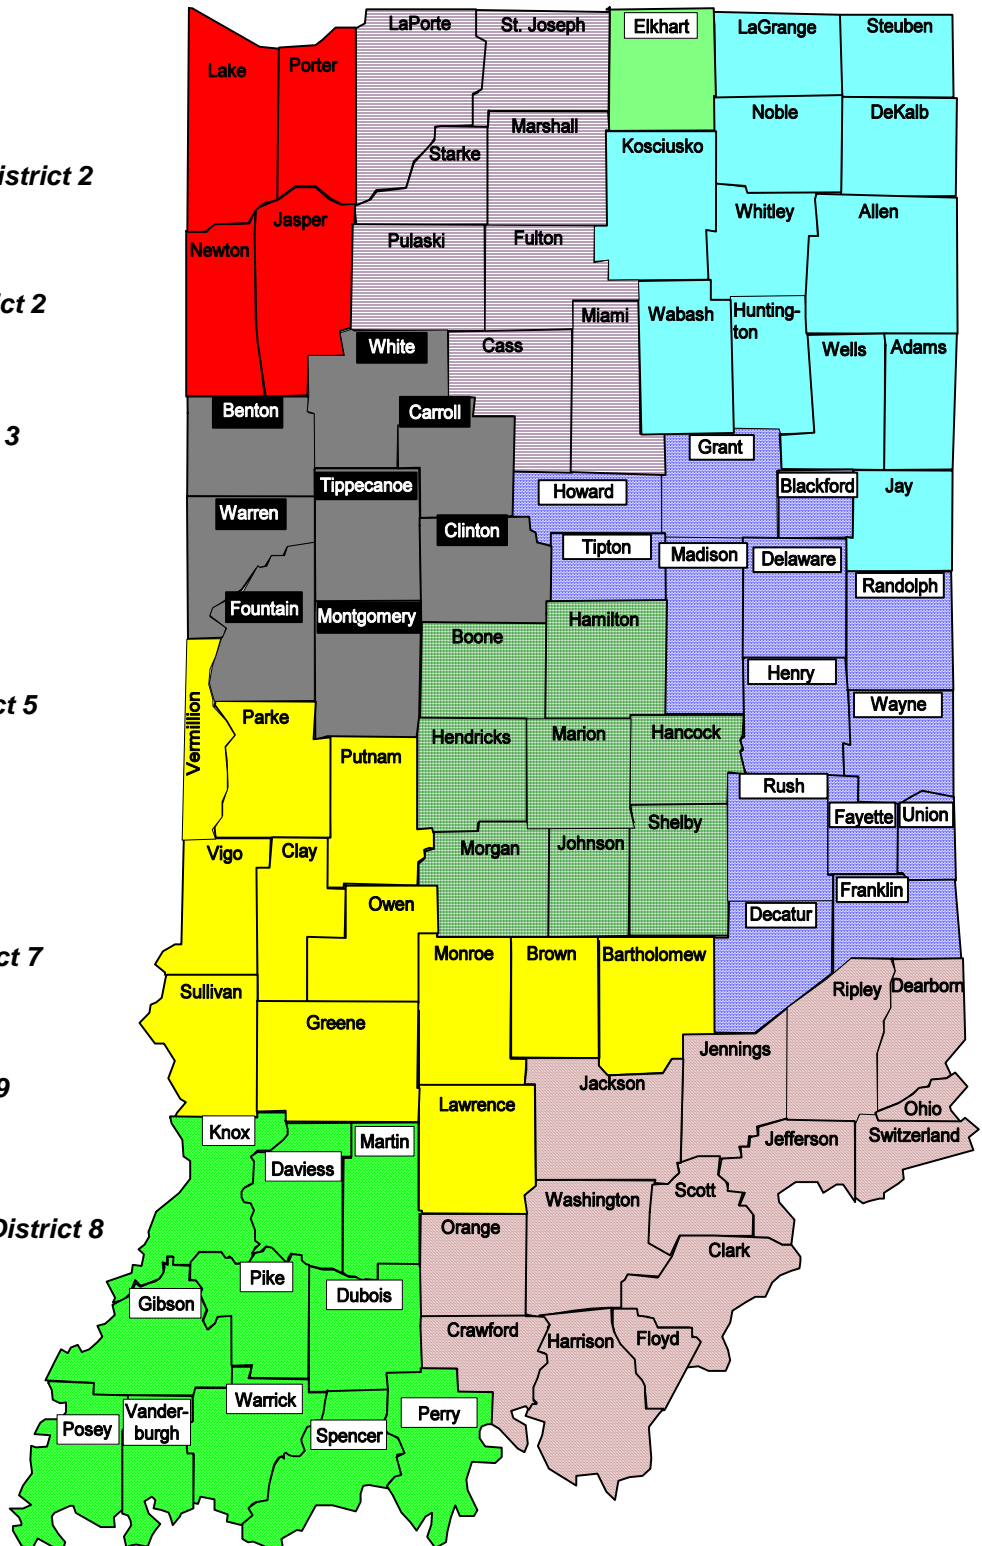 LaPorte
St. Joseph
Elkhart
LaGrange
Steuben
Lake
Porter
Noble
DeKalb
Marshall
Starke
Kosciusko
istrict 2
Jasper
Whitley
Allen
Newton
Pulaski
Fulton
ct 2
Miami
Wabash
Hunting-
ton
White
Cass
Wells
Adams
Benton
Carroll
3
Grant
Tippecanoe
Howard
Blackford
Jay
Warren
Clinton
Tipton
Madison
Delaware
Randolph
Fountain
Montgomery
Boone
Hamilton
Henry
ct 5
Vermillion
Parke
Wayne
Putnam
Hendricks
Marion
Hancock
Rush
Fayette
Union
Vigo
Clay
Morgan
Johnson
Shelby
Franklin
Owen
Decatur
ct 7
Monroe
Brown
Bartholomew
Sullivan
Ripley
Dearborn
Greene
Jennings
9
Jackson
Lawrence
Ohio
Knox
Martin
Jefferson
Switzerland
Daviess
Washington
Scott
District 8
Orange
Clark
Pike
Dubois
Gibson
Crawford
Harrison
Floyd
Warrick
Perry
Posey
Vander-
burgh
Spencer